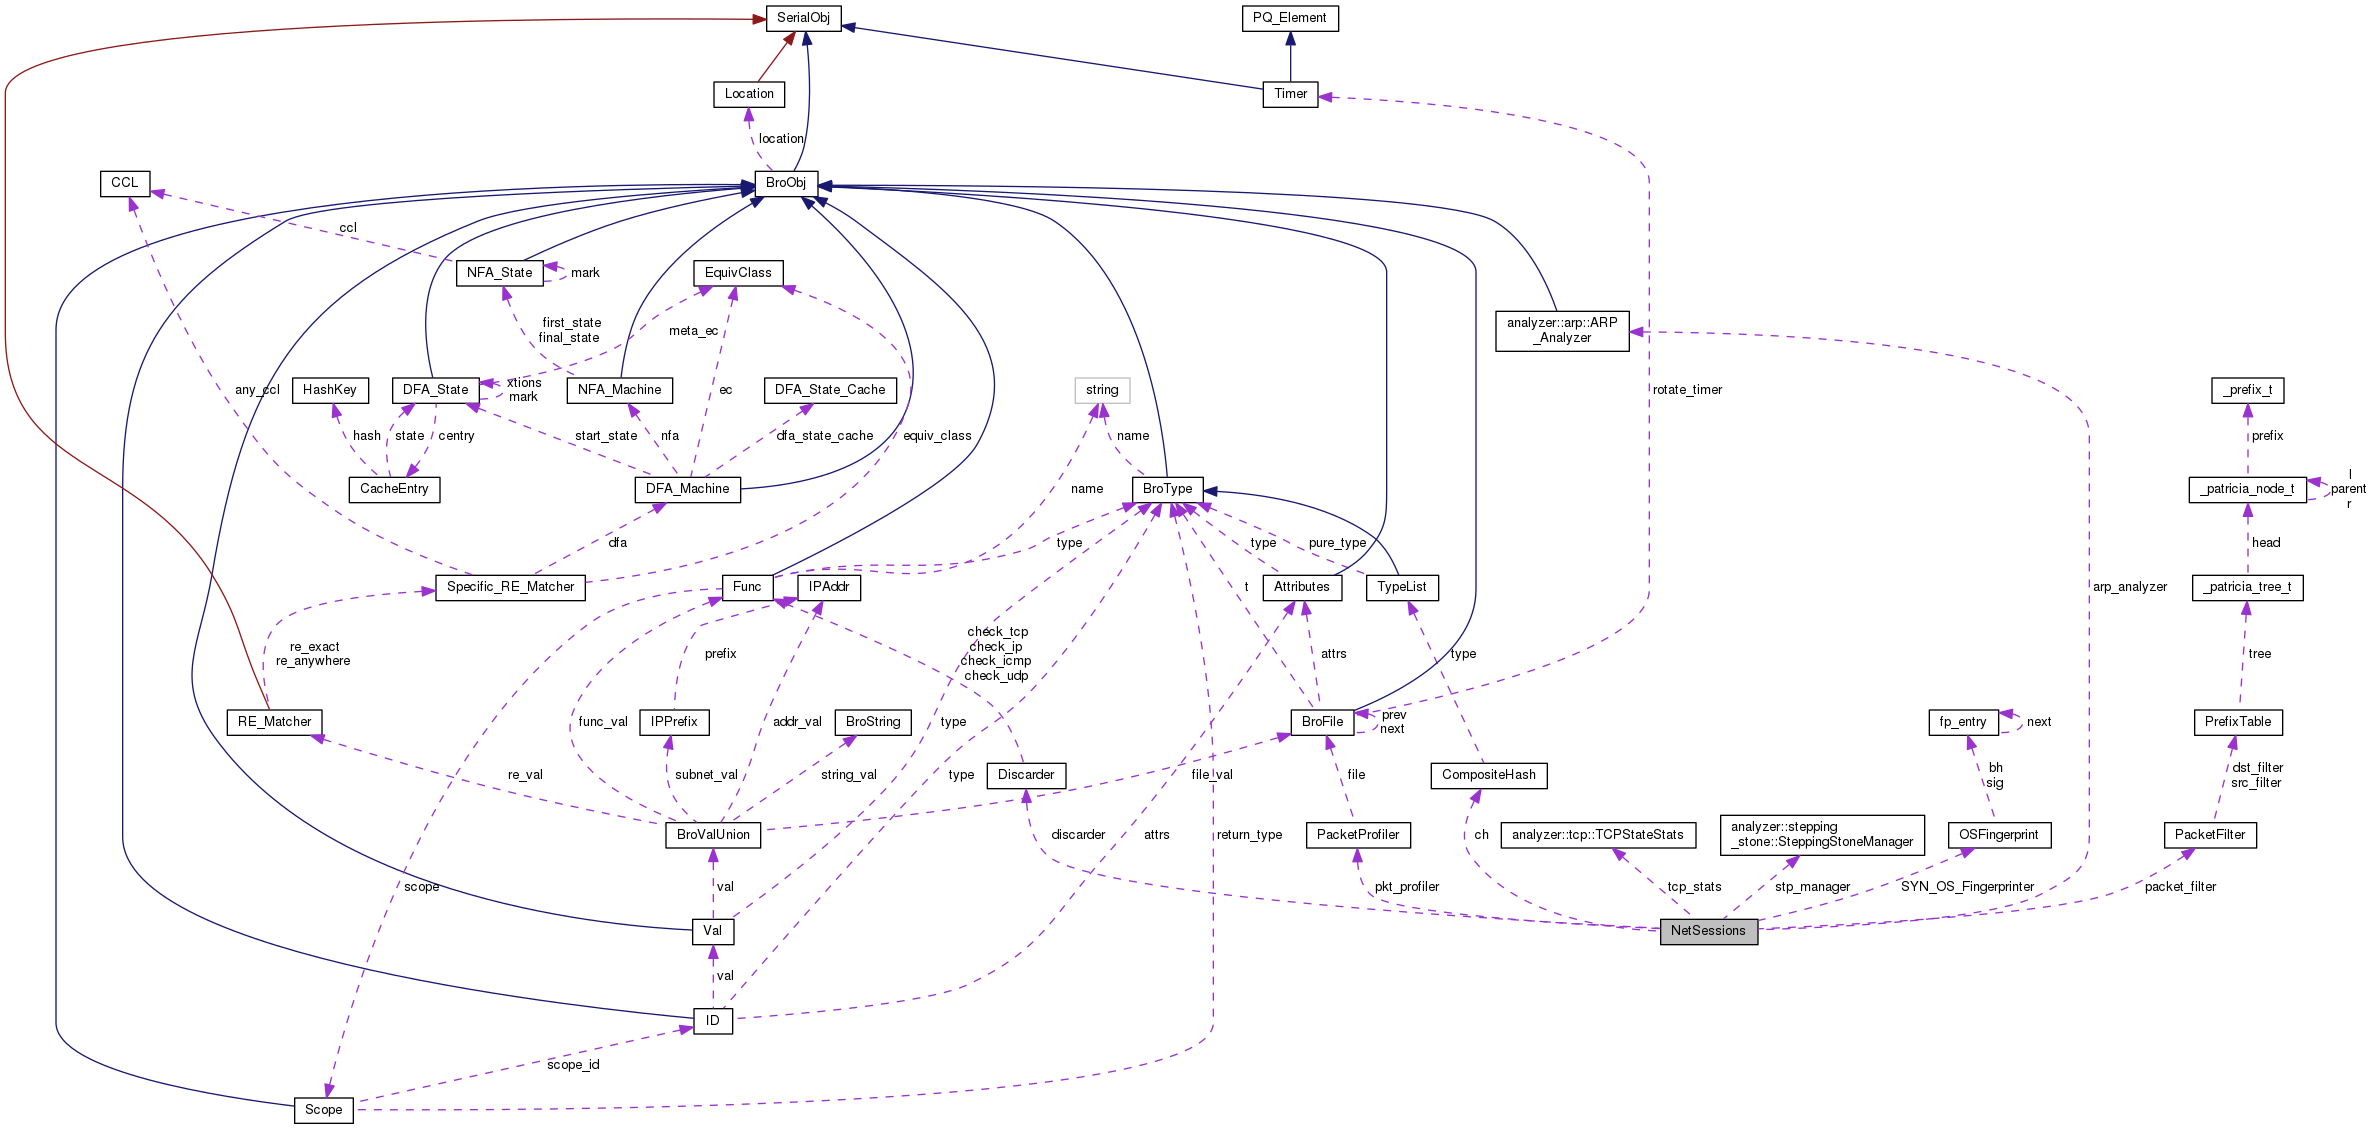 SerialObj
PQ_Element
Location
Timer
location
CCL
BroObj
ccl
NFA_State
mark
EquivClass
analyzer::arp::ARP
_Analyzer
first_state
final_state
meta_ec
HashKey
DFA_State
xtions
mark
NFA_Machine
ec
DFA_State_Cache
string
any_ccl
rotate_timer
_prefix_t
hash
state
centry
start_state
nfa
dfa_state_cache
equiv_class
name
prefix
CacheEntry
DFA_Machine
name
BroType
_patricia_node_t
l
parent
r
dfa
type
type
pure_type
head
Specific_RE_Matcher
Func
IPAddr
t
Attributes
TypeList
arp_analyzer
_patricia_tree_t
re_exact
re_anywhere
prefix
check_tcp
check_ip
check_icmp
check_udp
attrs
type
tree
RE_Matcher
func_val
IPPrefix
addr_val
BroString
type
BroFile
prev
next
fp_entry
next
PrefixTable
re_val
subnet_val
string_val
type
Discarder
file_val
file
CompositeHash
bh
sig
dst_filter
src_filter
BroValUnion
discarder
attrs
return_type
PacketProfiler
ch
analyzer::tcp::TCPStateStats
analyzer::stepping
_stone::SteppingStoneManager
OSFingerprint
PacketFilter
scope
val
pkt_profiler
tcp_stats
stp_manager
SYN_OS_Fingerprinter
packet_filter
Val
NetSessions
val
ID
scope_id
Scope